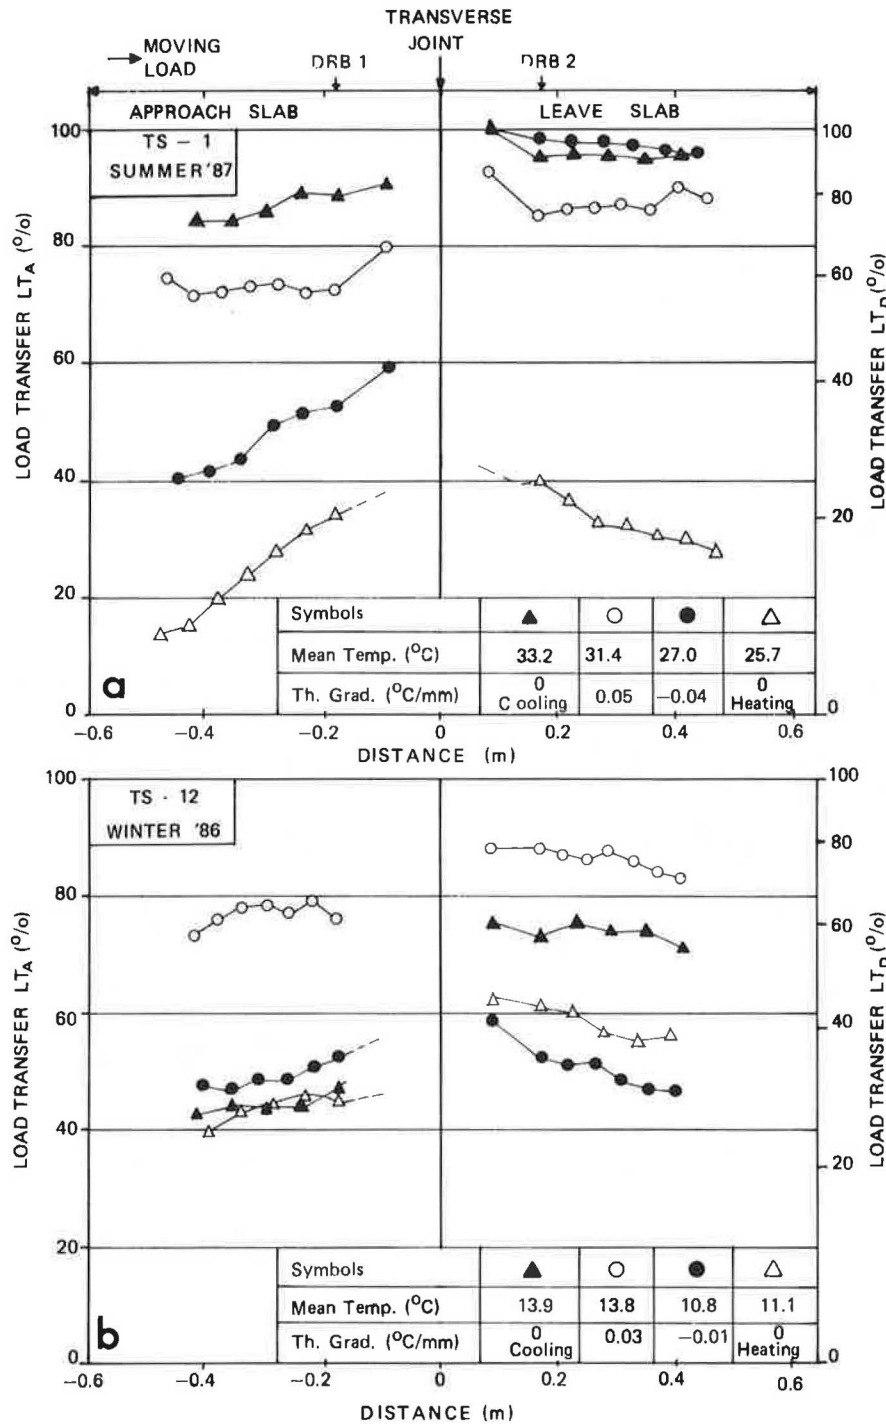 TRANSVERSE
JOINT
MOVING
LOAD
DRB 1
DRB 2
APPROACH SLAB
LEAVE SLAB
TS – 1
SUMMER'87
LOAD TRANSFER LTA (O/o)
100
80
60
40
20
0
100
80
60
40
20
0
LOAD TRANSFER LTD (O/o)
Symbols
Mean Temp. (°C) 33.2 31.4 27.0 25.7
Th. Grad. (°C/mm) 0 Cooling 0.05 −0.04 0 Heating
a
−0.6 −0.4 −0.2 0 0.2 0.4 0.6
DISTANCE (m)
TS - 12
WINTER '86
LOAD TRANSFER LTA (O/o)
100
80
60
40
20
0
100
80
60
40
20
0
LOAD TRANSFER LTD (O/o)
Symbols
Mean Temp. (°C) 13.9 13.8 10.8 11.1
Th. Grad. (°C/mm) 0 Cooling 0.03 −0.01 0 Heating
b
−0.6 −0.4 −0.2 0 0.2 0.4 0.6
DISTANCE (m)